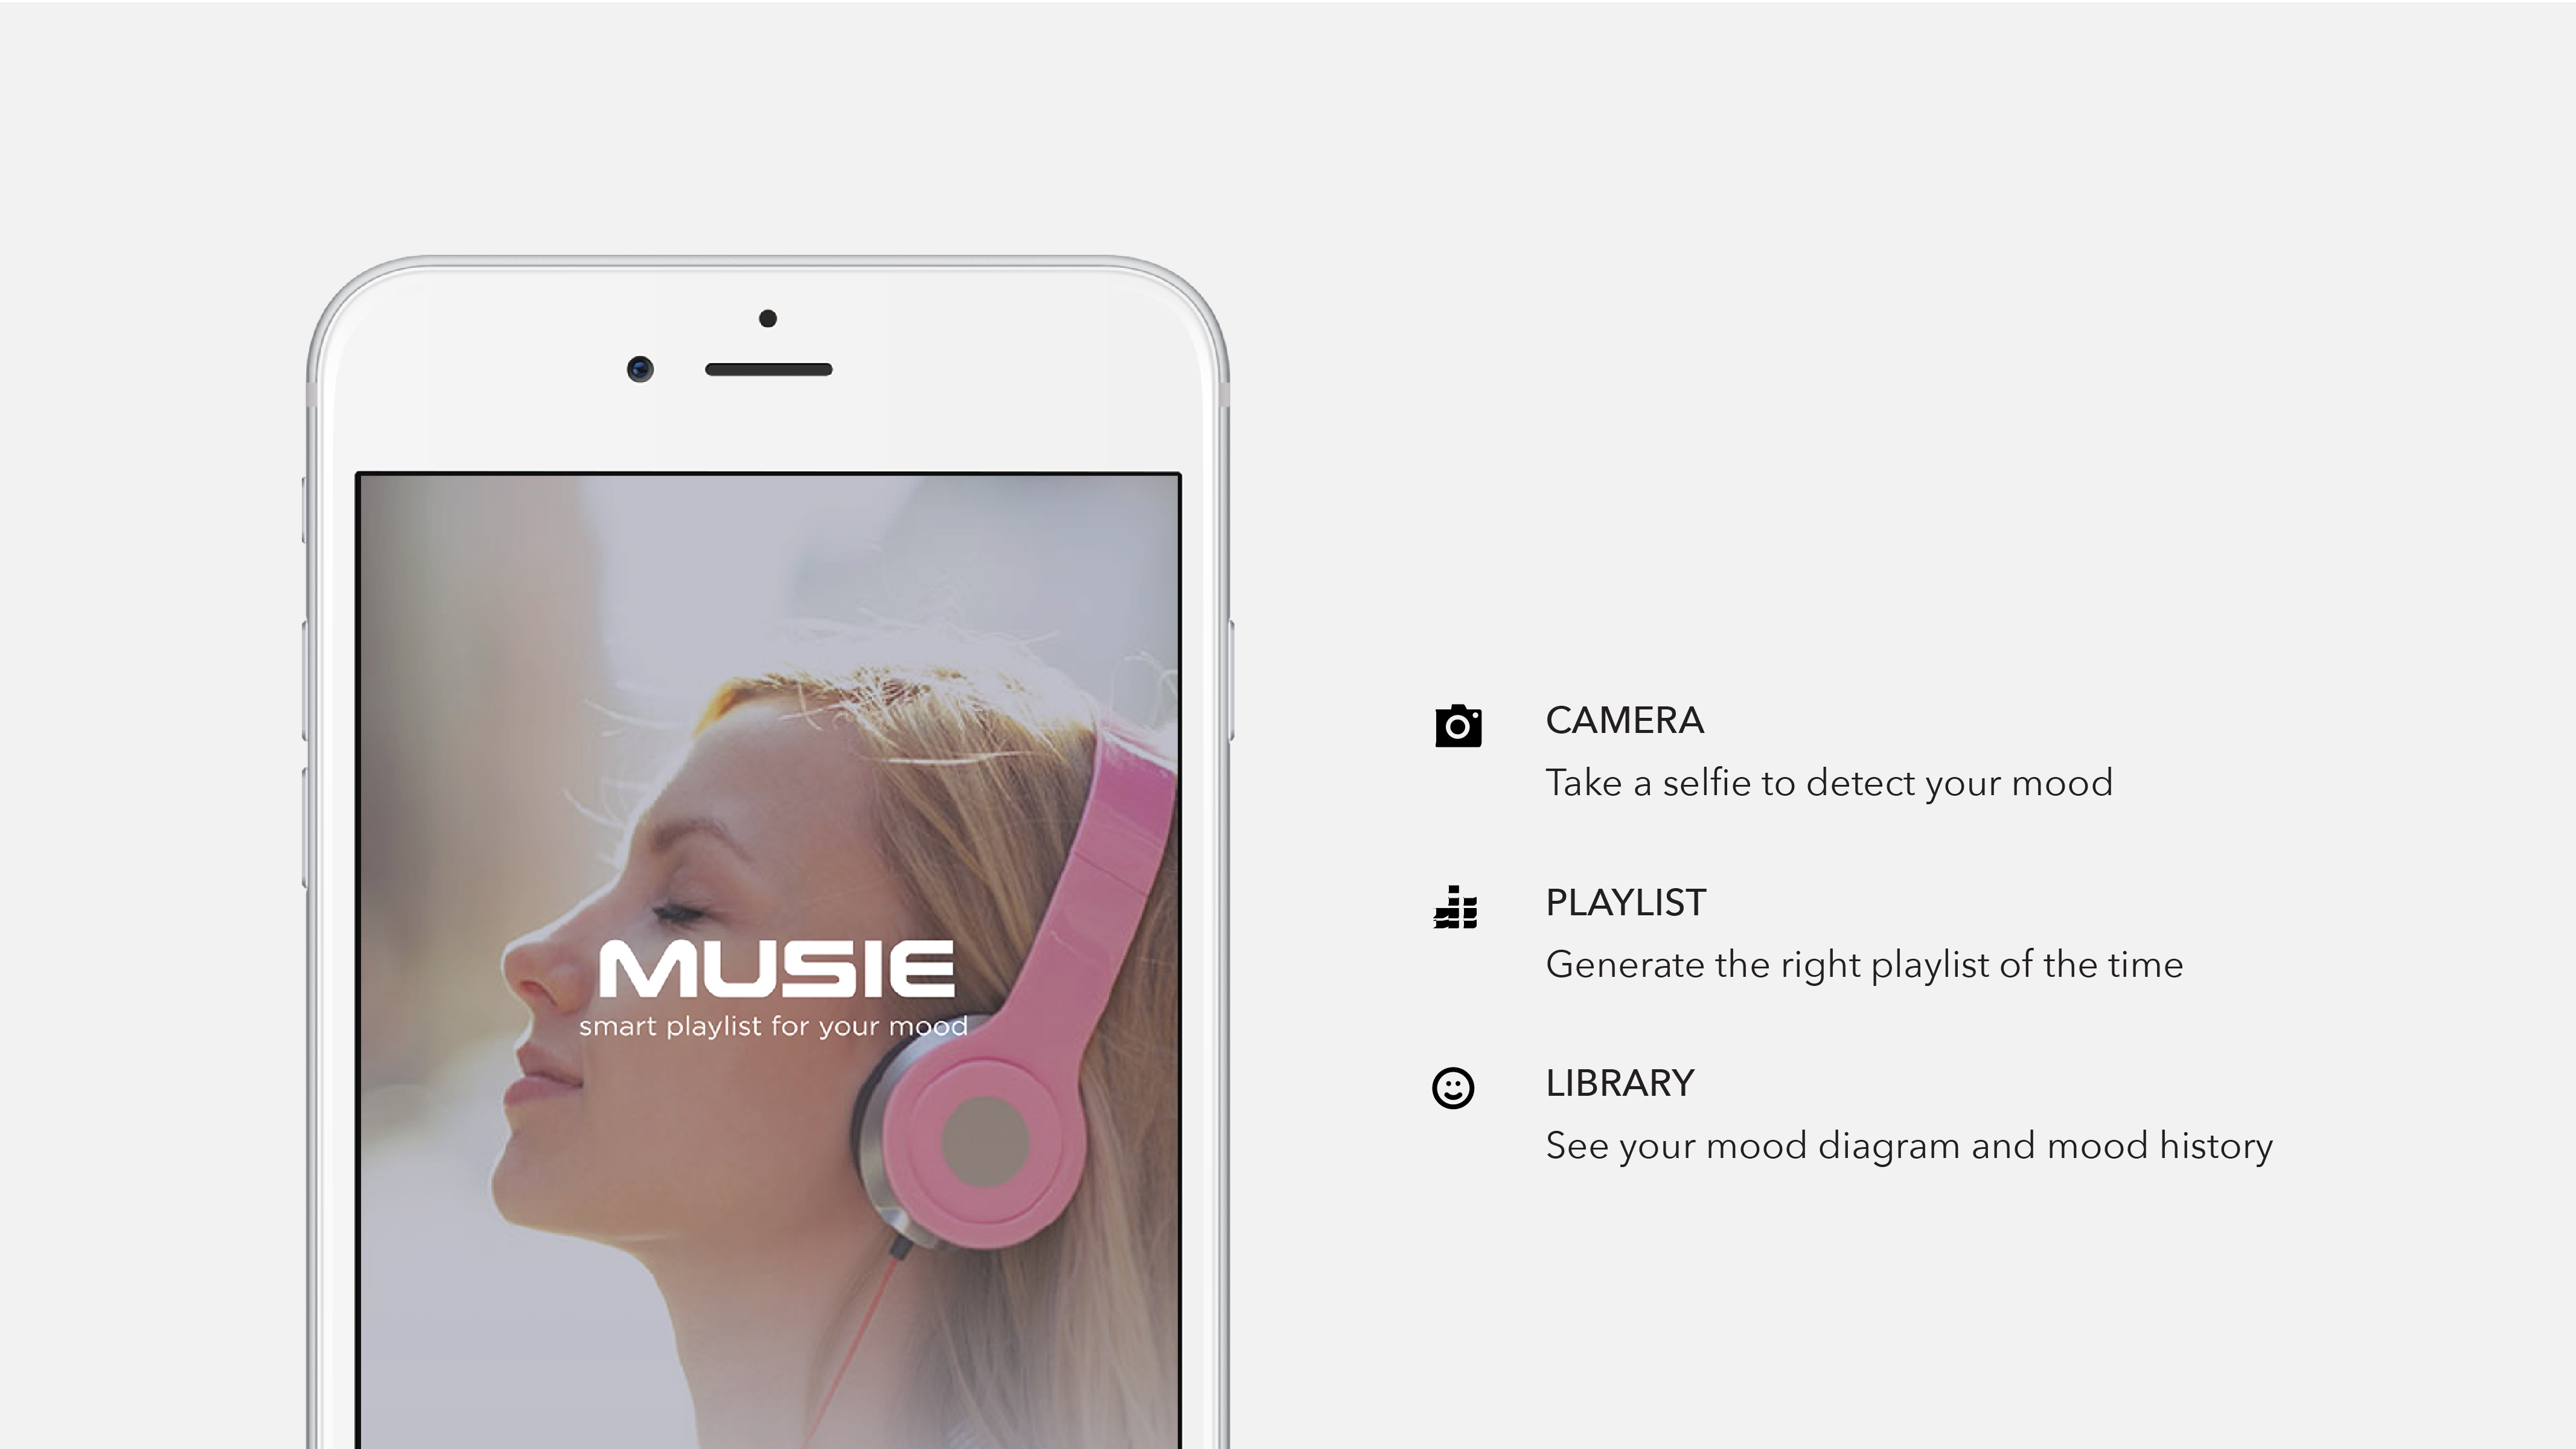 MUSIE
smart playlist for your mood
CAMERA
Take a selfie to detect your mood
PLAYLIST
Generate the right playlist of the time
LIBRARY
See your mood diagram and mood history